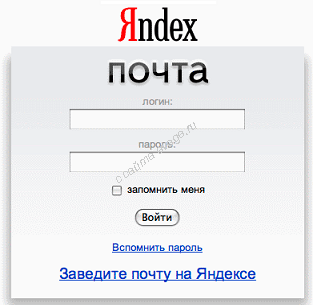 Яndex
почта
логин:
пароль:
запомнить меня
Войти
Вспомнить пароль
Заведите почту на Яндексе